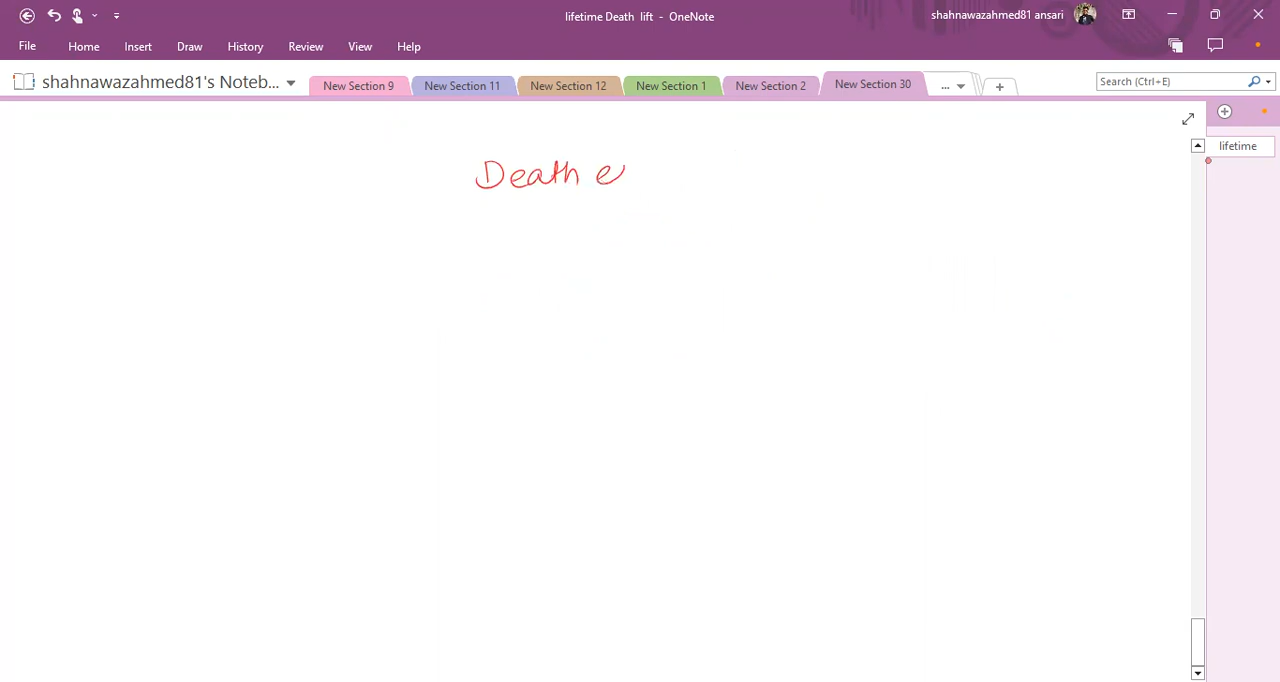 lifetime Death lift - OneNote
shahnawazahmed81 ansari
File Home Insert Draw History Review View Help
shahnawazahmed81's Noteb... New Section 9 New Section 11 New Section 12 New Section 1 New Section 2 New Section 30 ... + Search (Ctrl+E)
lifetime
Death e